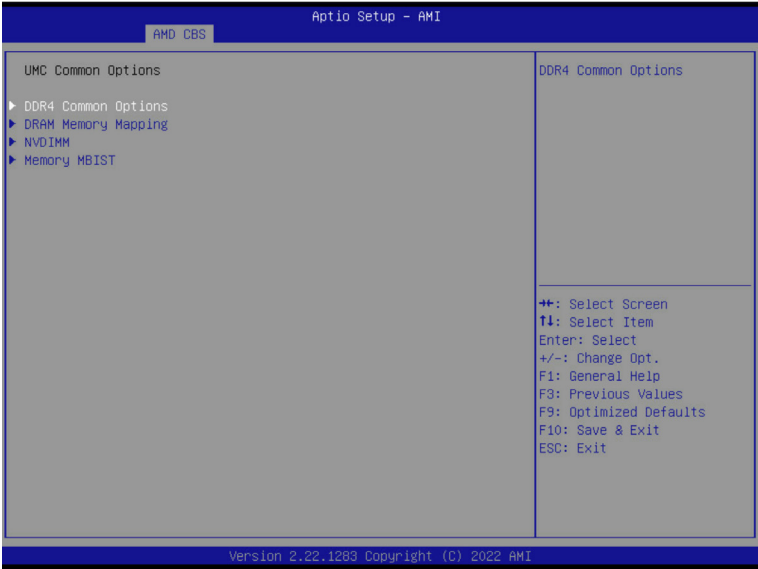 Aptio Setup – AMI
AMD CBS
UMC Common Options
DDR4 Common Options
DRAM Memory Mapping
NVDIMM
Memory MBIST
DDR4 Common Options
→←: Select Screen
↑↓: Select Item
Enter: Select
+/-: Change Opt.
F1: General Help
F3: Previous Values
F9: Optimized Defaults
F10: Save & Exit
ESC: Exit
Version 2.22.1283 Copyright (C) 2022 AMI